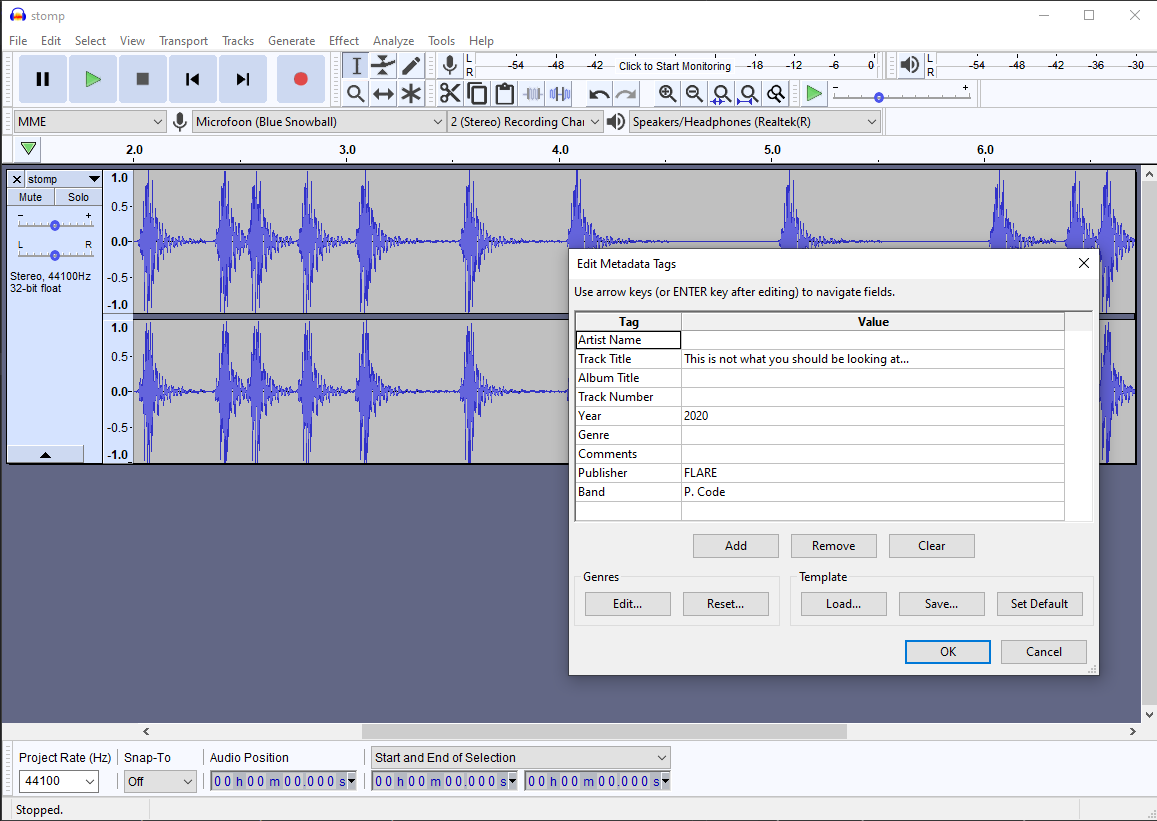 stomp
File Edit Select View Transport Tracks Generate Effect Analyze Tools Help
L R -54 -48 -42 Click to Start Monitoring -18 -12 -6 0 L R -54 -48 -42 -36 -30
MME Microfoon (Blue Snowball) 2 (Stereo) Recording Chai Speakers/Headphones (Realtek(R)
2.0 3.0 4.0 5.0 6.0
stomp
Mute Solo
- +
L R
Stereo, 44100Hz
32-bit float
1.0
0.5-
0.0-
-0.5-
-1.0
1.0
0.5-
0.0-
-0.5-
-1.0
Edit Metadata Tags
Use arrow keys (or ENTER key after editing) to navigate fields.
Tag Value
Artist Name
Track Title This is not what you should be looking at...
Album Title
Track Number
Year 2020
Genre
Comments
Publisher FLARE
Band P. Code
Add Remove Clear
Genres Template
Edit... Reset... Load... Save... Set Default
OK Cancel
Project Rate (Hz) Snap-To Audio Position Start and End of Selection
44100 Off 00 h 00 m 00.000 s 00 h 00 m 00.000 s 00 h 00 m 00.000 s
Stopped.